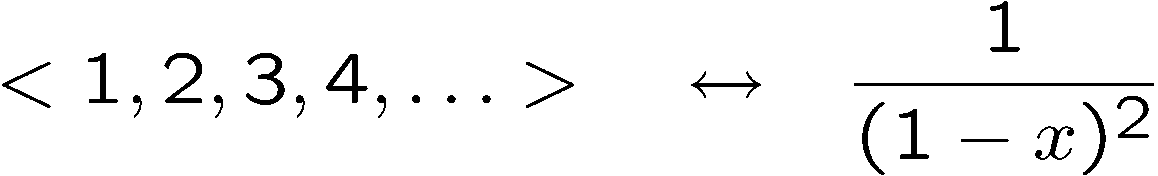 < 1, 2, 3, 4, ... > ↔ 1/(1 − x)²